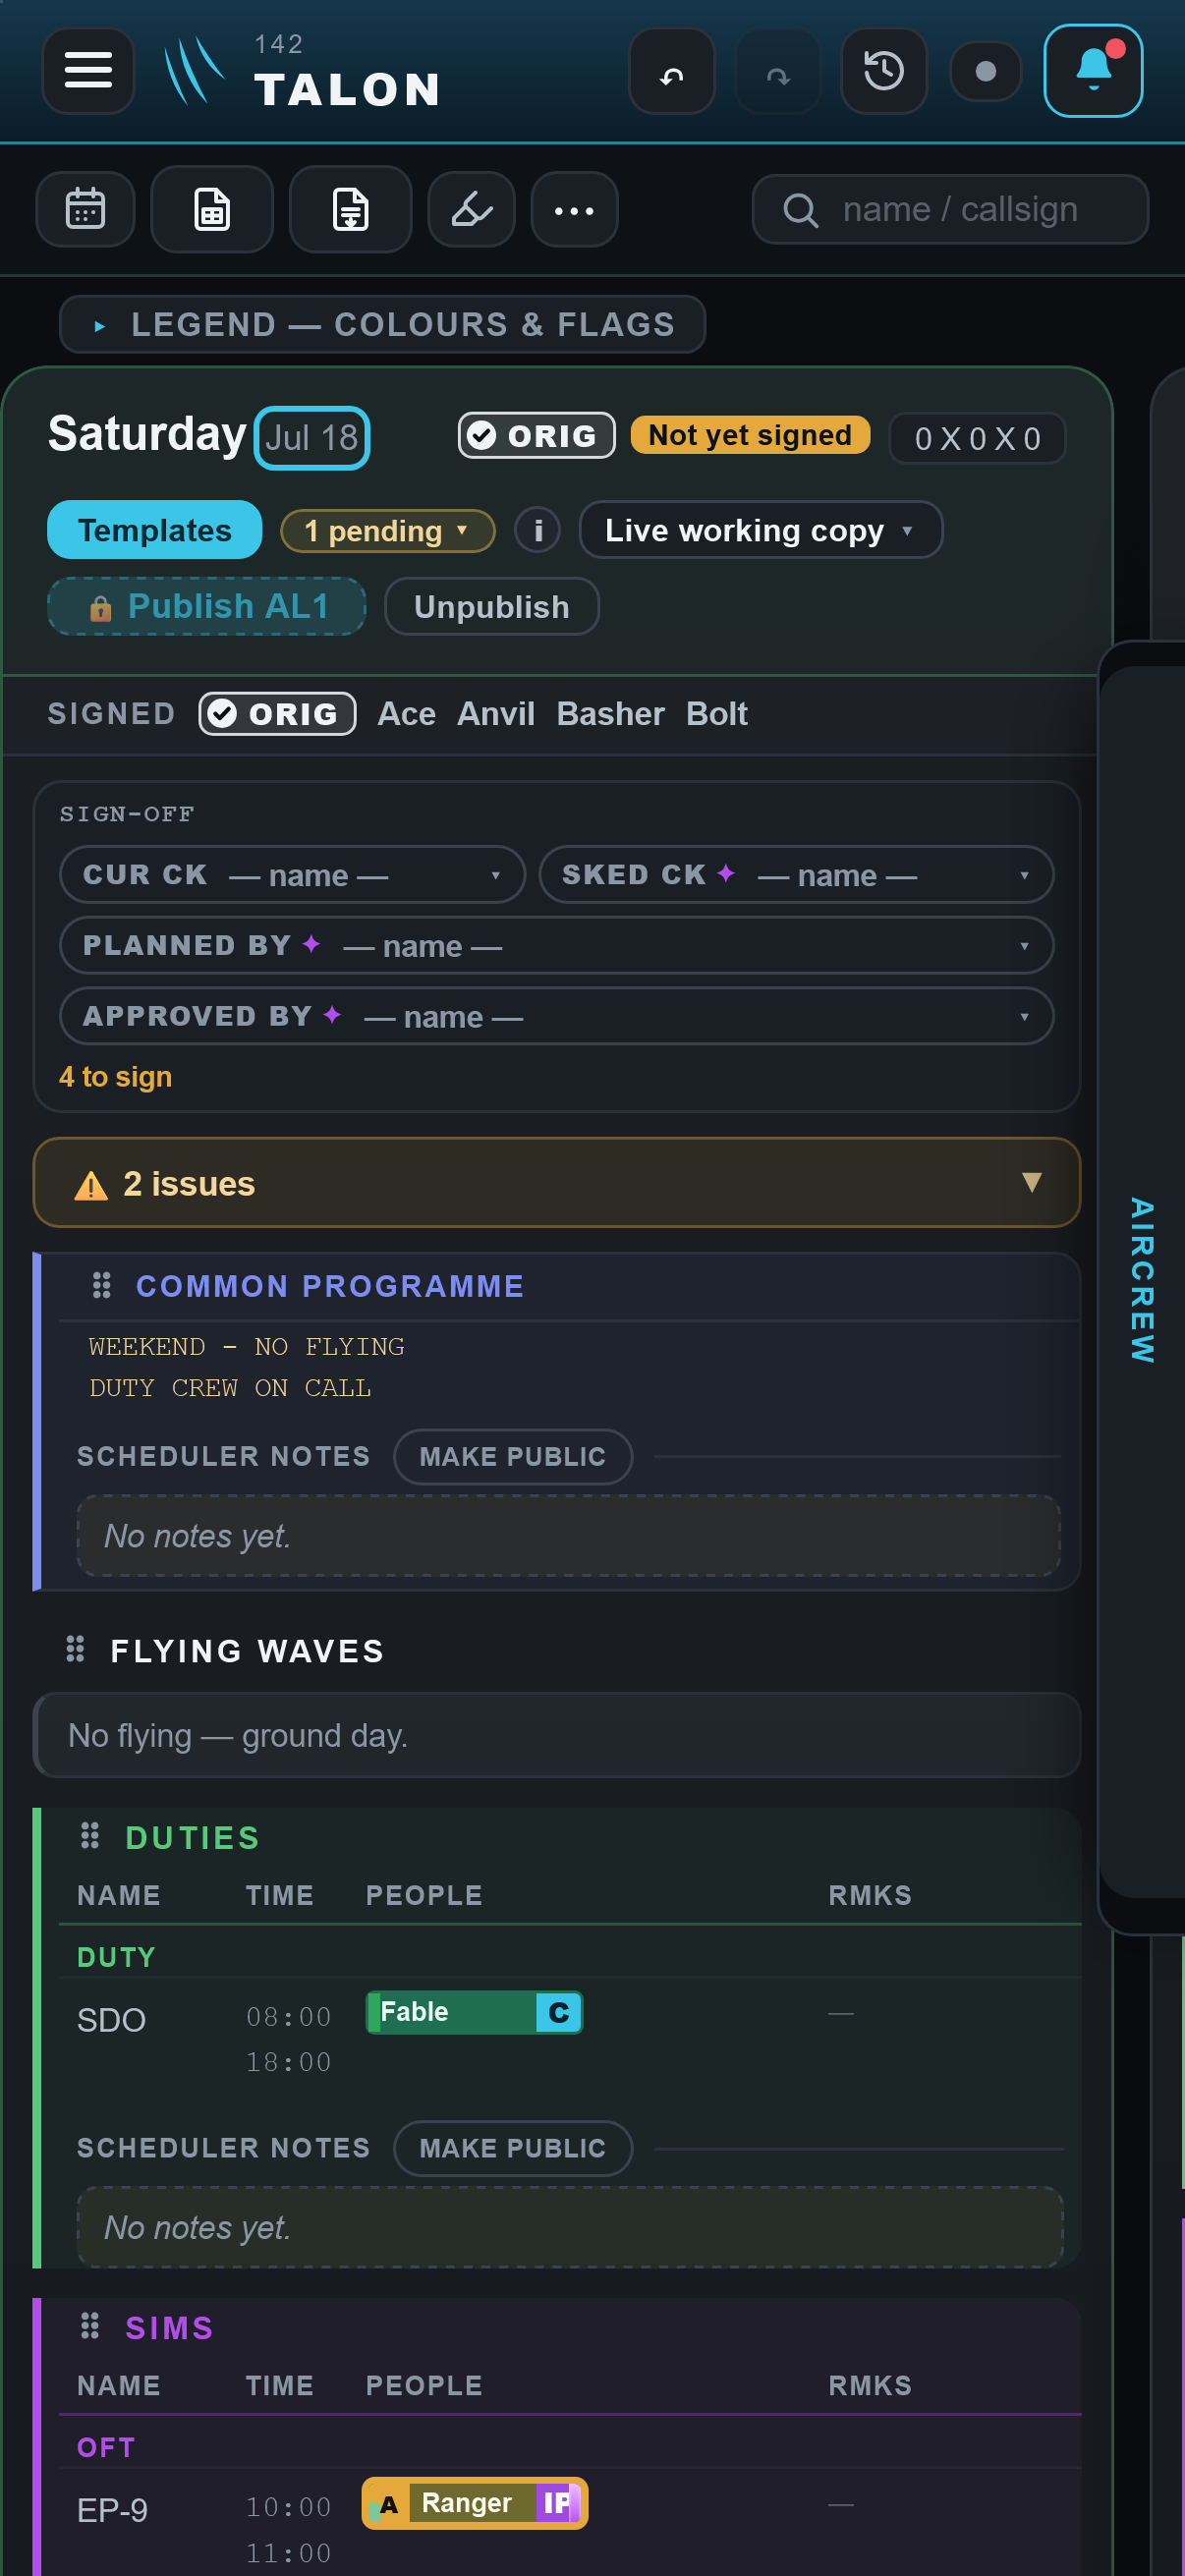 142
TALON
name / callsign
LEGEND — COLOURS & FLAGS
Saturday Jul 18 ORIG Not yet signed 0 X 0 X 0
Templates 1 pending i Live working copy
Publish AL1 Unpublish
SIGNED ORIG Ace Anvil Basher Bolt
SIGN-OFF
CUR CK — name — SKED CK — name —
PLANNED BY — name —
APPROVED BY — name —
4 to sign
2 issues
AIRCREW
COMMON PROGRAMME
WEEKEND – NO FLYING
DUTY CREW ON CALL
SCHEDULER NOTES MAKE PUBLIC
No notes yet.
FLYING WAVES
No flying — ground day.
DUTIES
NAME TIME PEOPLE RMKS
DUTY
SDO 08:00 Fable C —
18:00
SCHEDULER NOTES MAKE PUBLIC
No notes yet.
SIMS
NAME TIME PEOPLE RMKS
OFT
EP-9 10:00 A Ranger IP —
11:00